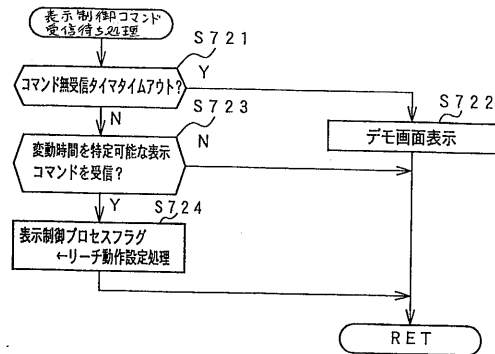 表示制御コマンド
受信待ち処理
S721
コマンド無受信タイマタイムアウト?
Y
N
S722
デモ画面表示
S723
変動時間を特定可能な表示
コマンドを受信?
N
Y
S724
表示制御プロセスフラグ
←リーチ動作設定処理
RET